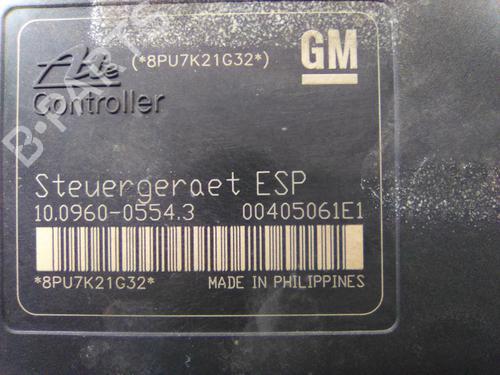 Ate (*8PU7K21G32*) GM
Controller
B·PARTS
Steuergeraet ESP
10.0960-0554.3 00405061E1
*8PU7K21G32* MADE IN PHILIPPINES